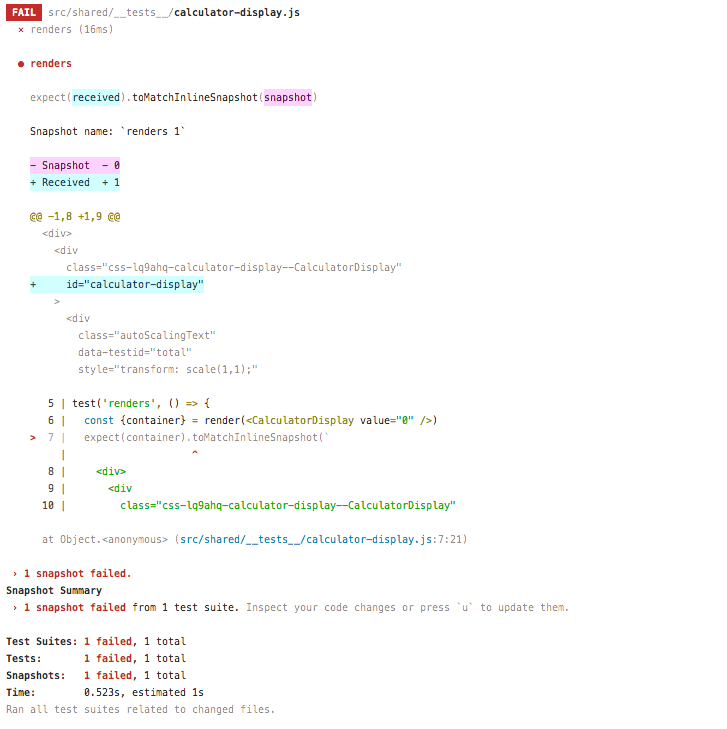 FAIL src/shared/__tests__/calculator-display.js
✕ renders (16ms)
● renders
expect(received).toMatchInlineSnapshot(snapshot)
Snapshot name: `renders 1`
- Snapshot  - 0
+ Received  + 1
@@ -1,8 +1,9 @@
<div>
<div
class="css-lq9ahq-calculator-display--CalculatorDisplay"
+     id="calculator-display"
>
<div
class="autoScalingText"
data-testid="total"
style="transform: scale(1,1);"
5 | test('renders', () => {
6 |   const {container} = render(<CalculatorDisplay value="0" />)
> 7 |   expect(container).toMatchInlineSnapshot(`
|                     ^
8 |     <div>
9 |       <div
10 |         class="css-lq9ahq-calculator-display--CalculatorDisplay"
at Object.<anonymous> (src/shared/__tests__/calculator-display.js:7:21)
› 1 snapshot failed.
Snapshot Summary
› 1 snapshot failed from 1 test suite. Inspect your code changes or press `u` to update them.
Test Suites: 1 failed, 1 total
Tests:       1 failed, 1 total
Snapshots:   1 failed, 1 total
Time:        0.523s, estimated 1s
Ran all test suites related to changed files.